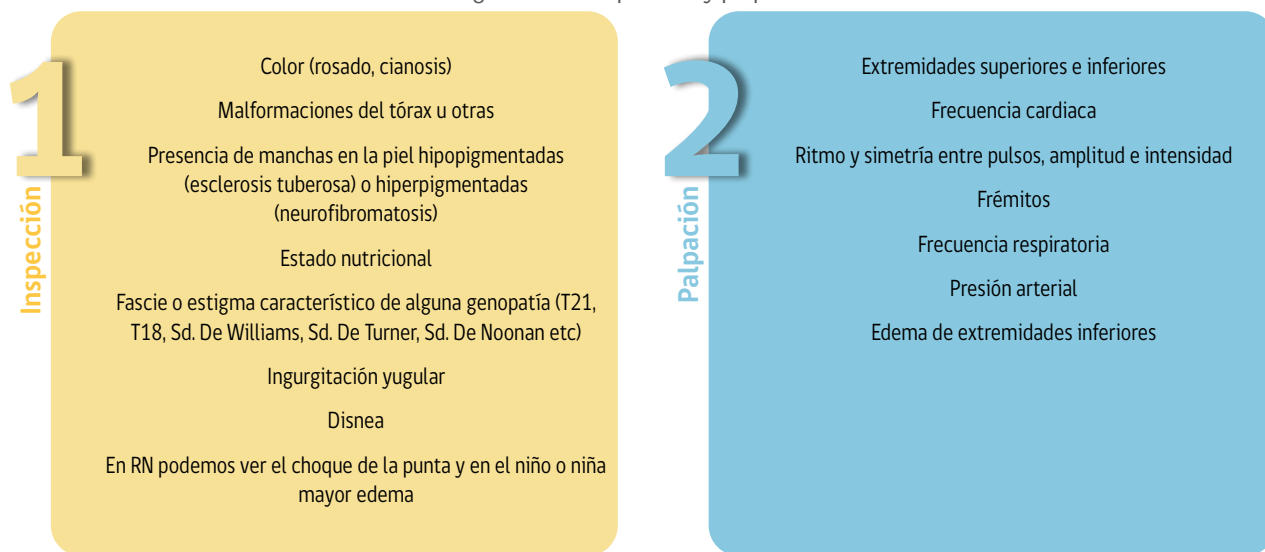 1
Inspección
Color (rosado, cianosis)
Malformaciones del tórax u otras
Presencia de manchas en la piel hipopigmentadas
(esclerosis tuberosa) o hiperpigmentadas
(neurofibromatosis)
Estado nutricional
Fascie o estigma característico de alguna genopatía (T21,
T18, Sd. De Williams, Sd. De Turner, Sd. De Noonan etc)
Ingurgitación yugular
Disnea
En RN podemos ver el choque de la punta y en el niño o niña
mayor edema
2
Palpación
Extremidades superiores e inferiores
Frecuencia cardiaca
Ritmo y simetría entre pulsos, amplitud e intensidad
Frémitos
Frecuencia respiratoria
Presión arterial
Edema de extremidades inferiores